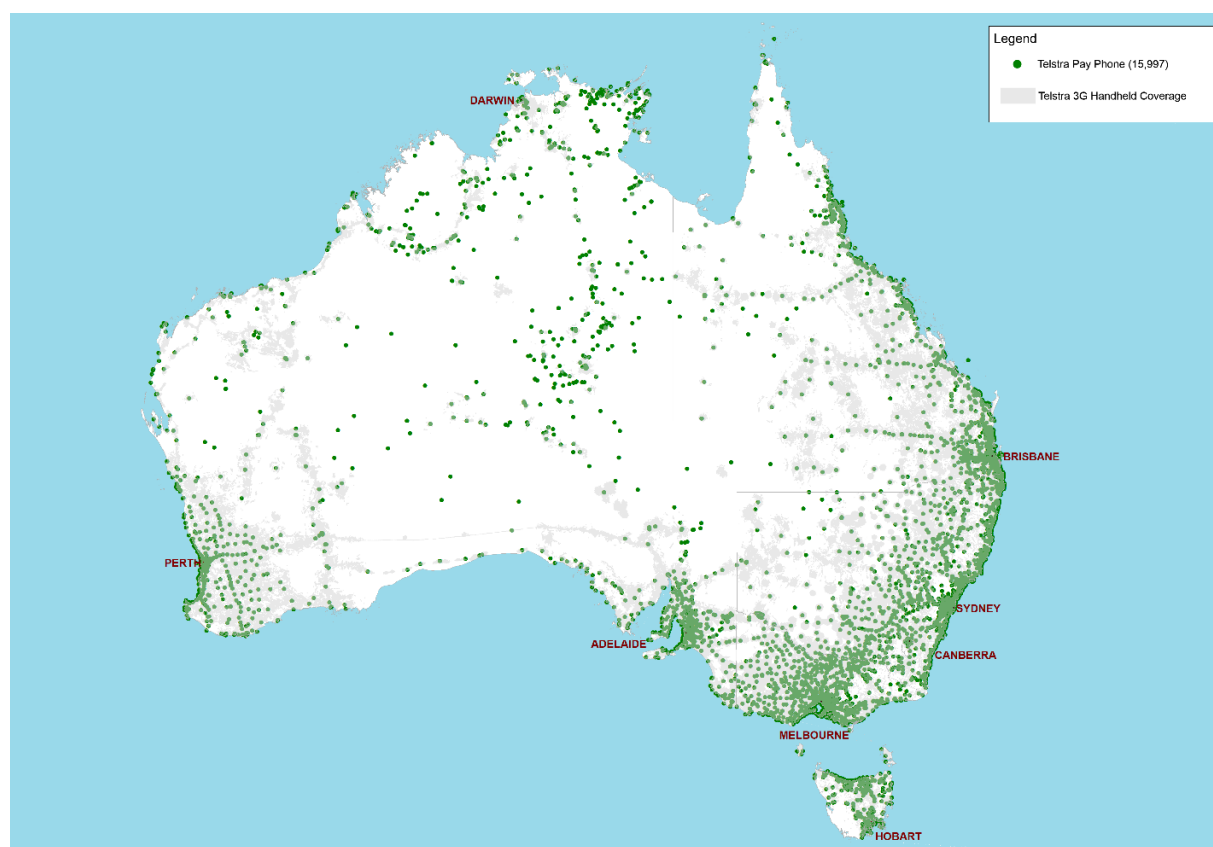 Legend
Telstra Pay Phone (15,997)
Telstra 3G Handheld Coverage
DARWIN
BRISBANE
PERTH
SYDNEY
ADELAIDE
CANBERRA
MELBOURNE
HOBART